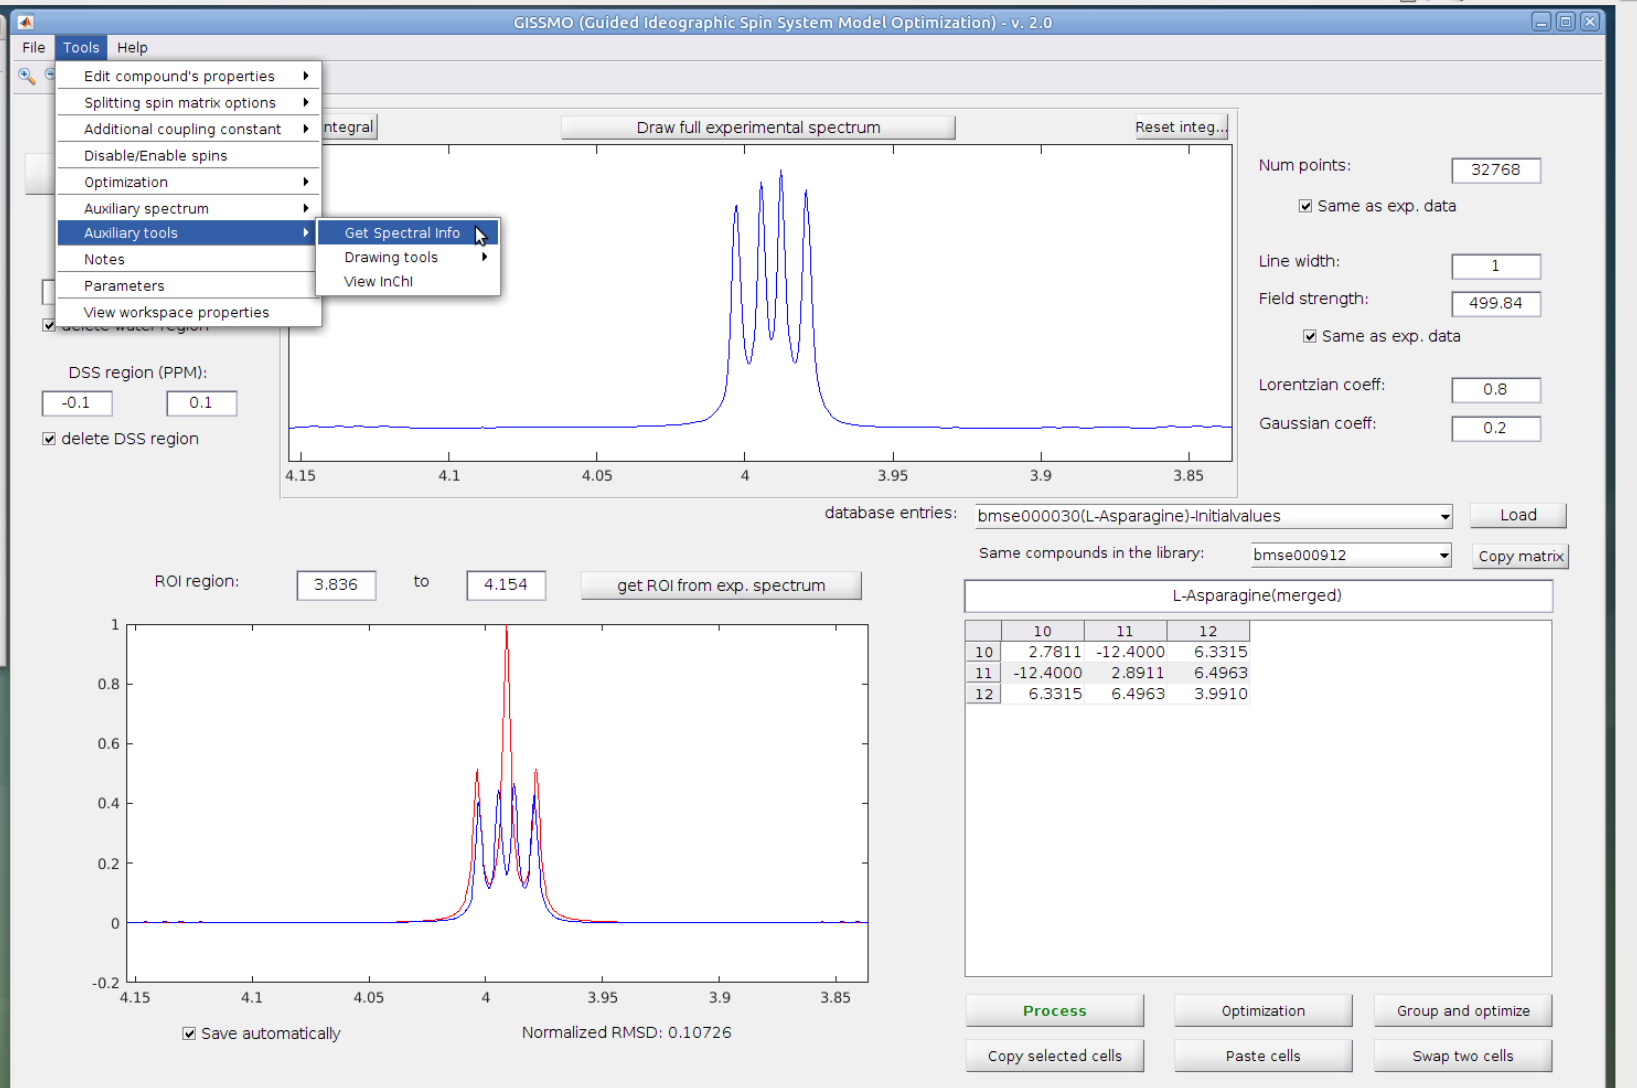 GISSMO (Guided Ideographic Spin System Model Optimization) - v. 2.0
File Tools Help
Edit compound's properties
Splitting spin matrix options
Additional coupling constant
Disable/Enable spins
Optimization
Auxiliary spectrum
Auxiliary tools
Notes
Parameters
View workspace properties
Get Spectral Info
Drawing tools
View InChI
Draw full experimental spectrum
Reset integ...
4.15 4.1 4.05 4 3.95 3.9 3.85
DSS region (PPM):
-0.1 0.1
delete DSS region
Num points: 32768
Same as exp. data
Line width: 1
Field strength: 499.84
Same as exp. data
Lorentzian coeff: 0.8
Gaussian coeff: 0.2
database entries: bmse000030(L-Asparagine)-Initialvalues Load
Same compounds in the library: bmse000912 Copy matrix
ROI region: 3.836 to 4.154 get ROI from exp. spectrum
L-Asparagine(merged)
10 11 12
10 2.7811 -12.4000 6.3315
11 -12.4000 2.8911 6.4963
12 6.3315 6.4963 3.9910
1
0.8
0.6
0.4
0.2
0
-0.2
4.15 4.1 4.05 4 3.95 3.9 3.85
Save automatically Normalized RMSD: 0.10726
Process Optimization Group and optimize
Copy selected cells Paste cells Swap two cells